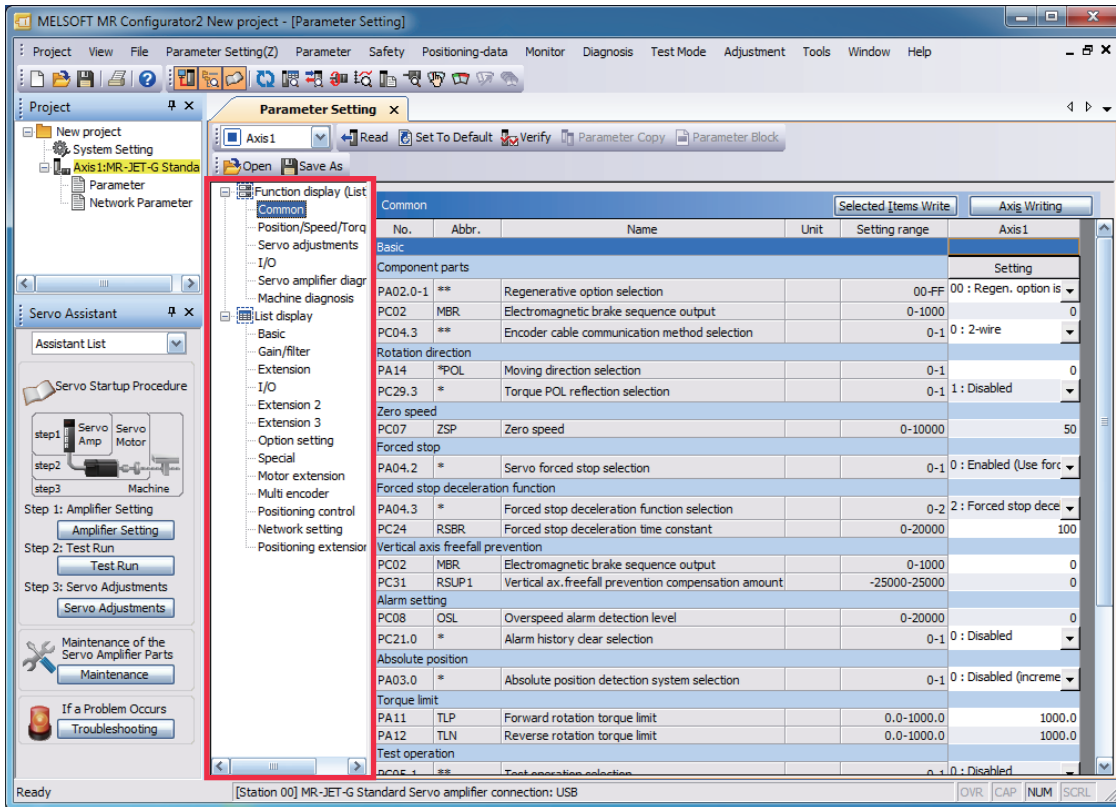 MELSOFT MR Configurator2 New project - [Parameter Setting]
Project View File Parameter Setting(Z) Parameter Safety Positioning-data Monitor Diagnosis Test Mode Adjustment Tools Window Help
Project
New project
System Setting
Axis1:MR-JET-G Standa
Parameter
Network Parameter
Servo Assistant
Assistant List
Servo Startup Procedure
step1 Servo Amp Servo Motor
step2
step3 Machine
Step 1: Amplifier Setting
Amplifier Setting
Step 2: Test Run
Test Run
Step 3: Servo Adjustments
Servo Adjustments
Maintenance of the
Servo Amplifier Parts
Maintenance
If a Problem Occurs
Troubleshooting
Parameter Setting
Axis1 Read Set To Default Verify Parameter Copy Parameter Block
Open Save As
Function display (List
Common
Position/Speed/Torq
Servo adjustments
I/O
Servo amplifier diagr
Machine diagnosis
List display
Basic
Gain/filter
Extension
I/O
Extension 2
Extension 3
Option setting
Special
Motor extension
Multi encoder
Positioning control
Network setting
Positioning extension
Common Selected Items Write Axis Writing
No. Abbr. Name Unit Setting range Axis1
Basic
Component parts Setting
PA02.0-1 ** Regenerative option selection 00-FF 00 : Regen. option is
PC02 MBR Electromagnetic brake sequence output 0-1000 0
PC04.3 ** Encoder cable communication method selection 0-1 0 : 2-wire
Rotation direction
PA14 *POL Moving direction selection 0-1 0
PC29.3 * Torque POL reflection selection 0-1 1 : Disabled
Zero speed
PC07 ZSP Zero speed 0-10000 50
Forced stop
PA04.2 * Servo forced stop selection 0-1 0 : Enabled (Use forc
Forced stop deceleration function
PA04.3 * Forced stop deceleration function selection 0-2 2 : Forced stop dece
PC24 RSBR Forced stop deceleration time constant 0-20000 100
Vertical axis freefall prevention
PC02 MBR Electromagnetic brake sequence output 0-1000 0
PC31 RSUP1 Vertical ax.freefall prevention compensation amount -25000-25000 0
Alarm setting
PC08 OSL Overspeed alarm detection level 0-20000 0
PC21.0 * Alarm history clear selection 0-1 0 : Disabled
Absolute position
PA03.0 * Absolute position detection system selection 0-1 0 : Disabled (increme
Torque limit
PA11 TLP Forward rotation torque limit 0.0-1000.0 1000.0
PA12 TLN Reverse rotation torque limit 0.0-1000.0 1000.0
Test operation
PC05.1 ** Test operation selection 0-1 0 : Disabled
Ready [Station 00] MR-JET-G Standard Servo amplifier connection: USB OVR CAP NUM SCRL